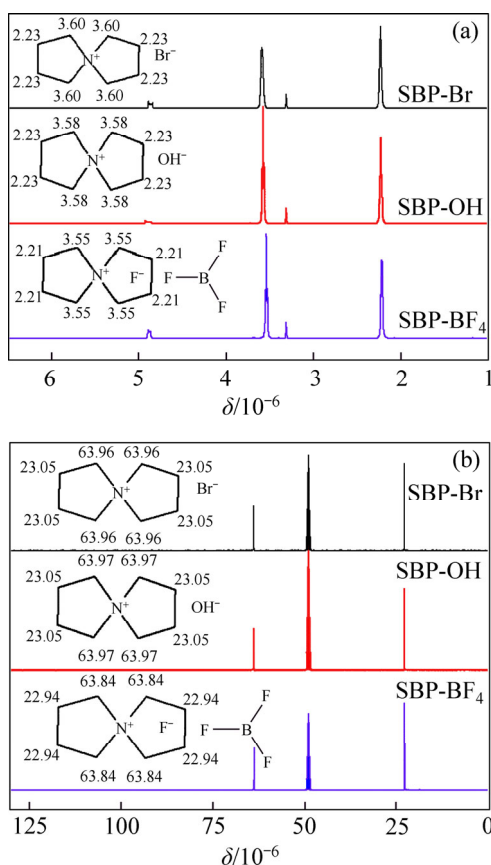 (a)
3.60 3.60
2.23 2.23
N⁺ Br⁻
2.23 2.23
3.60 3.60
SBP-Br
3.58 3.58
2.23 2.23
N⁺ OH⁻
2.23 2.23
3.58 3.58
SBP-OH
3.55 3.55
2.21 2.21
N⁺ F⁻ F B F F
2.21 2.21
3.55 3.55
SBP-BF₄
6 5 4 3 2 1
δ/10⁻⁶
(b)
63.96 63.96
23.05 23.05
N⁺ Br⁻
SBP-Br
23.05 23.05
63.96 63.96
63.97 63.97
SBP-OH
23.05 23.05
N⁺ OH⁻
23.05 23.05
63.97 63.97
63.84 63.84
SBP-BF₄
22.94 22.94
N⁺ F⁻ F B F F
22.94 22.94
63.84 63.84
125 100 75 50 25 0
δ/10⁻⁶